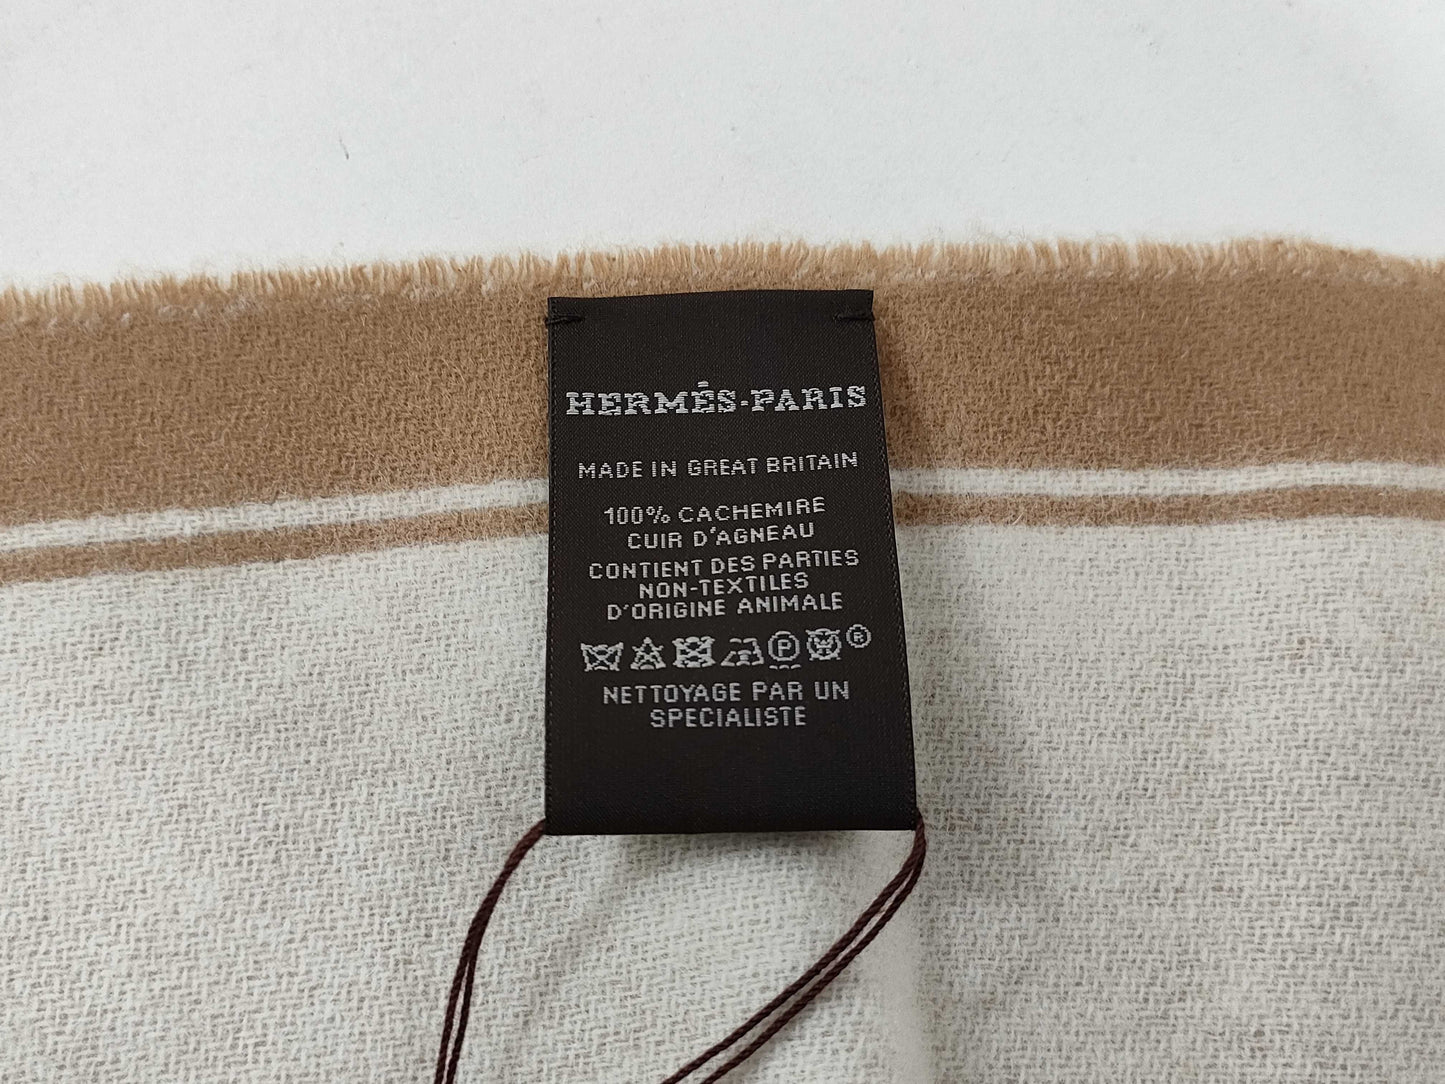 HERMÈS-PARIS
MADE IN GREAT BRITAIN
100% CACHEMIRE
CUIR D'AGNEAU
CONTIENT DES PARTIES
NON-TEXTILES
D'ORIGINE ANIMALE
P ®
NETTOYAGE PAR UN
SPECIALISTE